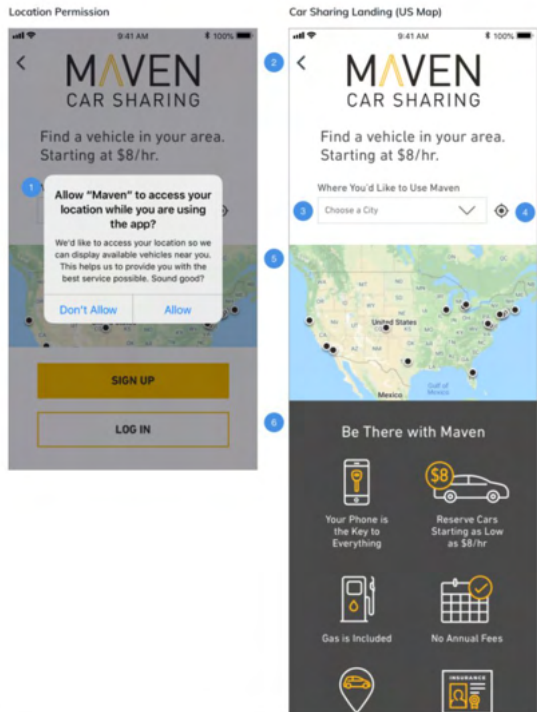 Location Permission
9:41 AM
100%
MAVEN
CAR SHARING
Find a vehicle in your area.
Starting at $8/hr.
1
Allow “Maven” to access your
location while you are using
the app?
We'd like to access your location so we
can display available vehicles near you.
This helps us to provide you with the
best service possible. Sound good?
Don't Allow
Allow
SIGN UP
LOG IN
Car Sharing Landing (US Map)
9:41 AM
100%
2
MAVEN
CAR SHARING
Find a vehicle in your area.
Starting at $8/hr.
Where You'd Like to Use Maven
3
Choose a City
4
5
United States
Gulf of
Mexico
Mexico
6
Be There with Maven
$8
Your Phone is
the Key to
Everything
Reserve Cars
Starting as Low
as $8/hr
Gas is Included
No Annual Fees
INSURANCE